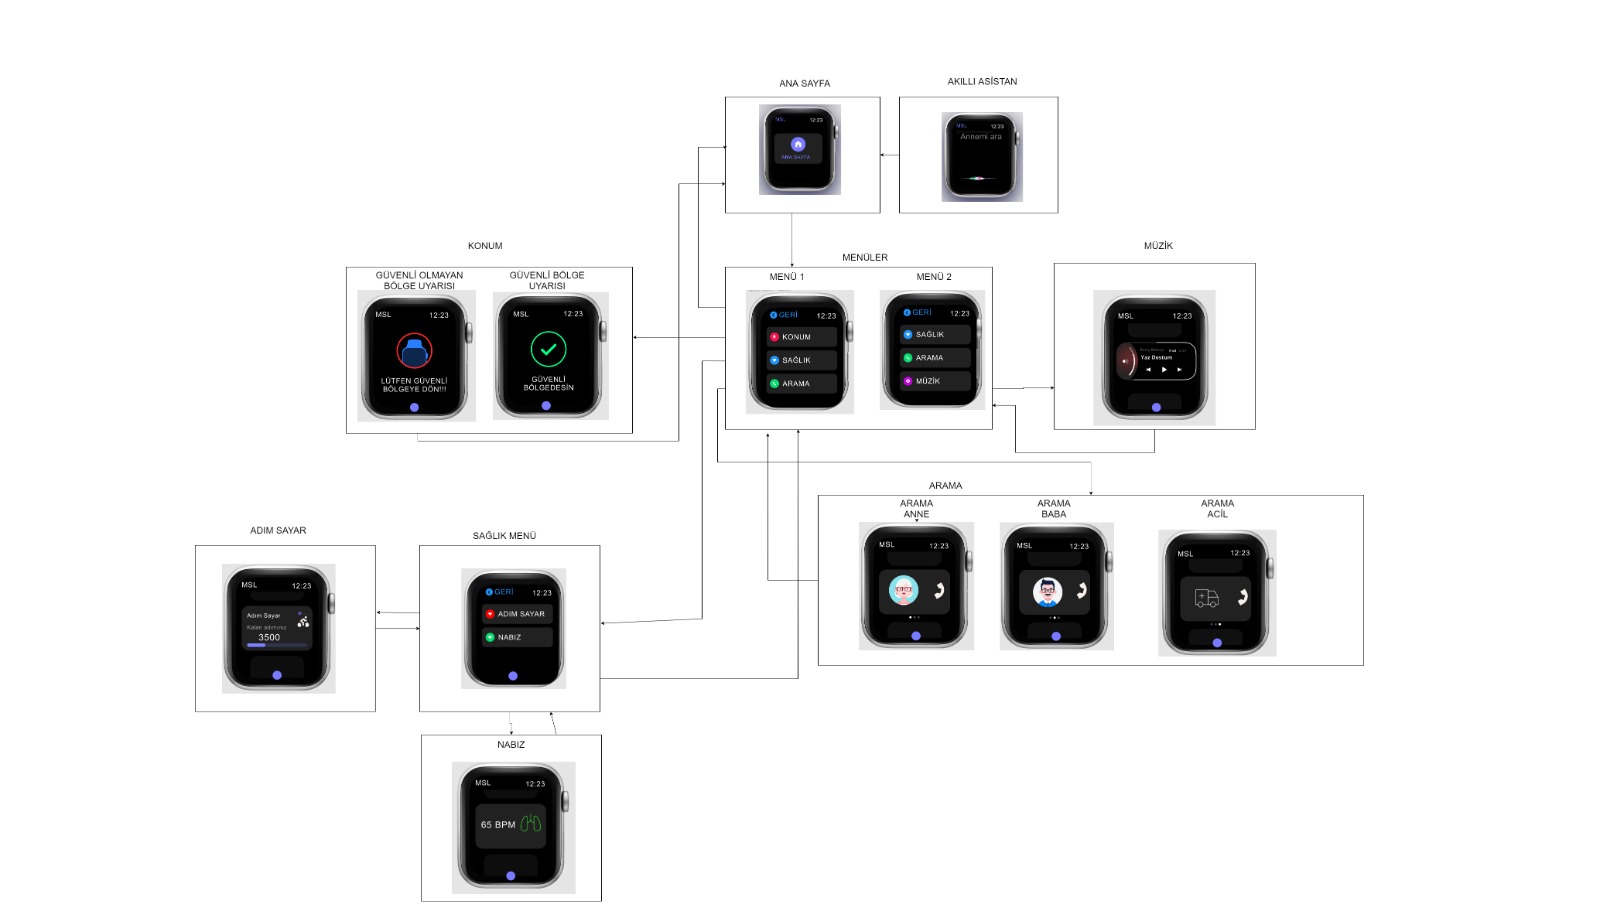 ANA SAYFA
AKILLI ASİSTAN
MSL 12:23
ANA SAYFA
MSL 12:23
Annemi ara
KONUM
GÜVENLİ OLMAYAN
BÖLGE UYARISI
GÜVENLİ BÖLGE
UYARISI
MSL 12:23
LÜTFEN GÜVENLİ
BÖLGEYE DÖN!!!
MSL 12:23
GÜVENLİ
BÖLGEDESİN
MENÜLER
MENÜ 1
MENÜ 2
GERİ 12:23
KONUM
SAĞLIK
ARAMA
GERİ 12:23
SAĞLIK
ARAMA
MÜZİK
MÜZİK
MSL 12:23
Yaz Dostum
ARAMA
ARAMA
ANNE
ARAMA
BABA
ARAMA
ACİL
MSL 12:23
MSL 12:23
MSL 12:23
ADIM SAYAR
MSL 12:23
Adım Sayar
Kalan adımınız
3500
SAĞLIK MENÜ
GERİ 12:23
ADIM SAYAR
NABIZ
NABIZ
MSL 12:23
65 BPM